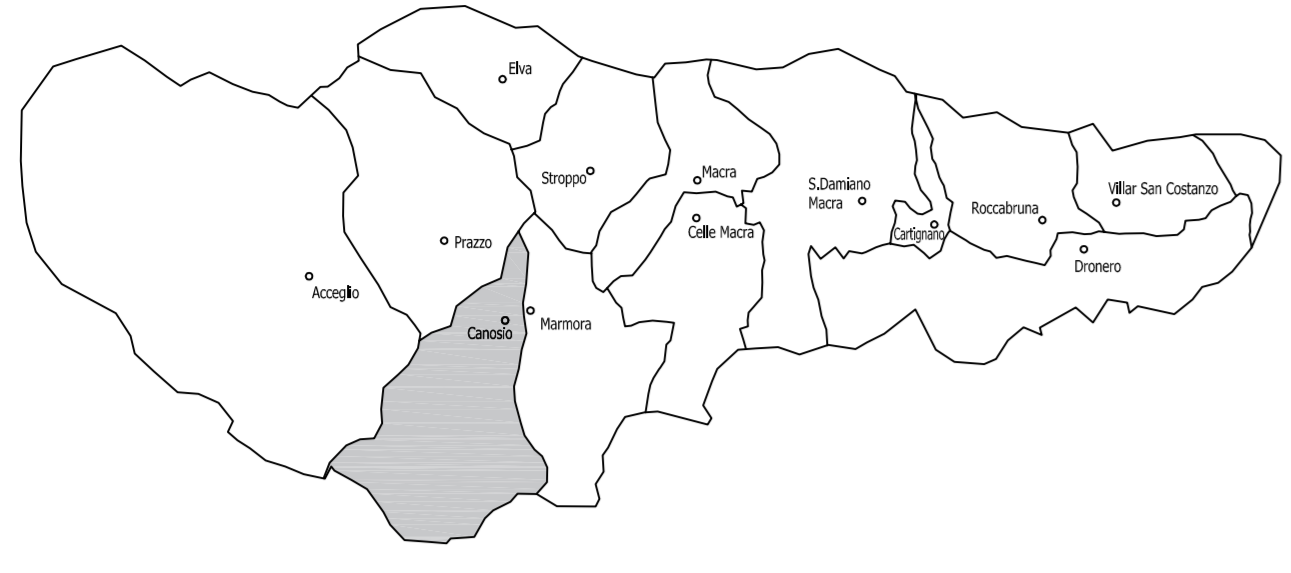 Elva
Stroppo
Macra
S.Damiano
Macra
Villar San Costanzo
Roccabruna
Celle Macra
Cartignano
Prazzo
Dronero
Acceglio
Canosio
Marmora